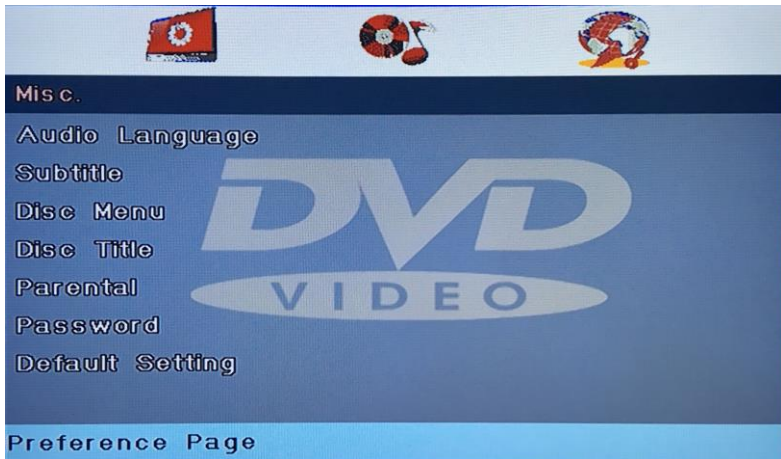 Misc.
Audio Language
Subtitle
Disc Menu
Disc Title
Parental
Password
Default Setting
DVD
VIDEO
Preference Page